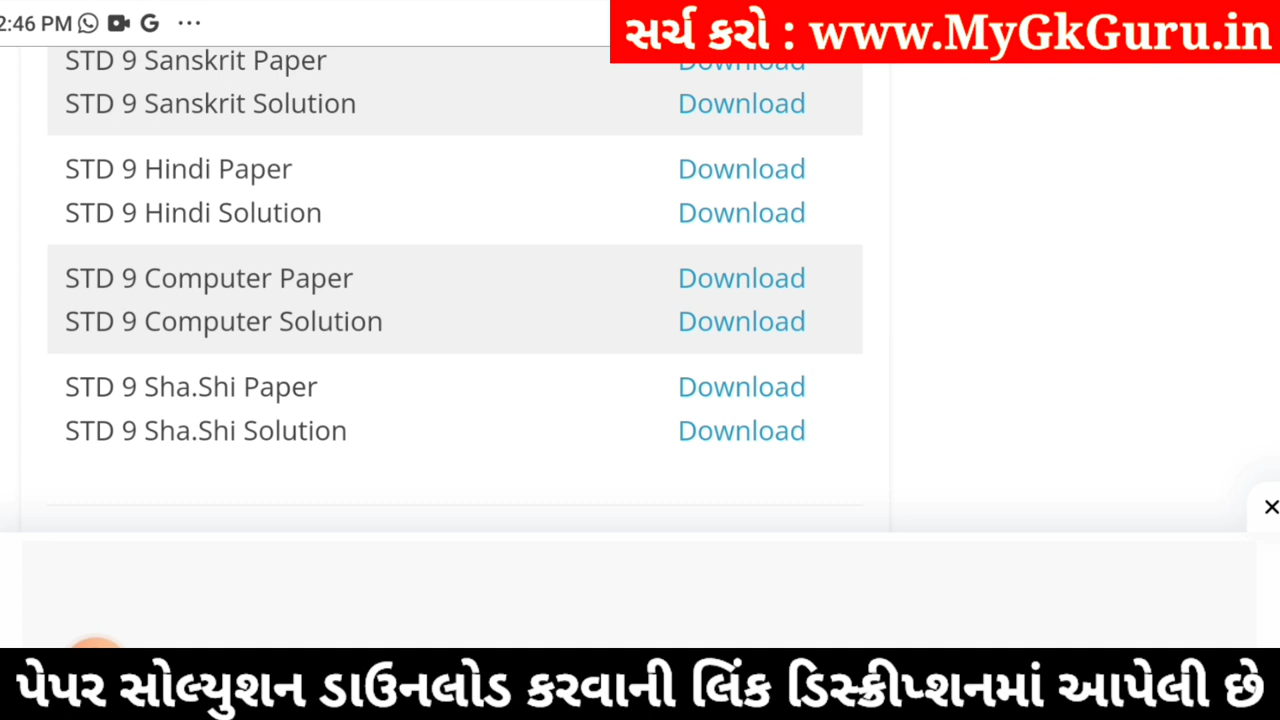 2:46 PM
સર્ચ કરો : www.MyGkGuru.in
STD 9 Sanskrit Paper Download
STD 9 Sanskrit Solution Download
STD 9 Hindi Paper Download
STD 9 Hindi Solution Download
STD 9 Computer Paper Download
STD 9 Computer Solution Download
STD 9 Sha.Shi Paper Download
STD 9 Sha.Shi Solution Download
પેપર સોલ્યુશન ડાઉનલોડ કરવાની લિંક ડિસ્ક્રીપ્શનમાં આપેલી છે